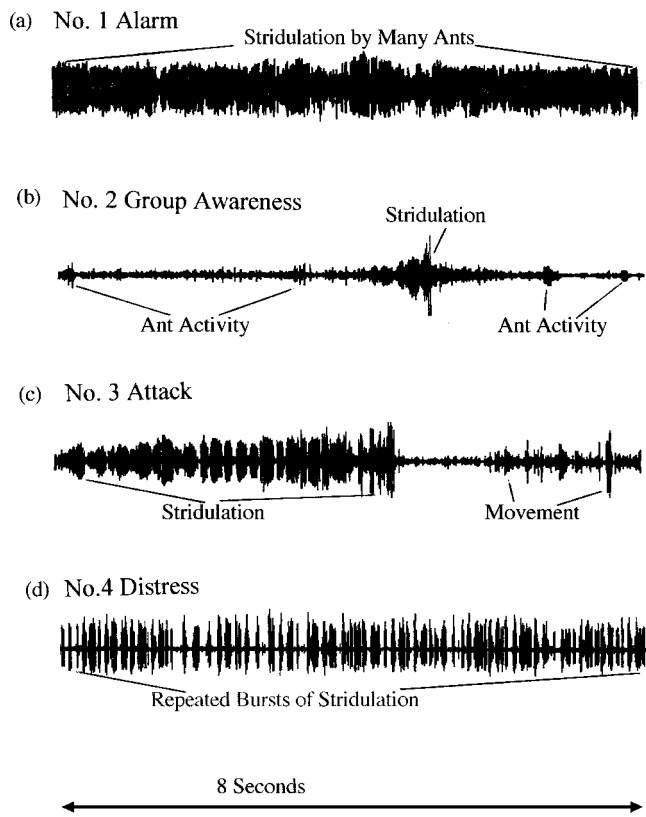 (a) No. 1 Alarm
Stridulation by Many Ants
(b) No. 2 Group Awareness
Stridulation
Ant Activity
Ant Activity
(c) No. 3 Attack
Stridulation
Movement
(d) No.4 Distress
Repeated Bursts of Stridulation
8 Seconds